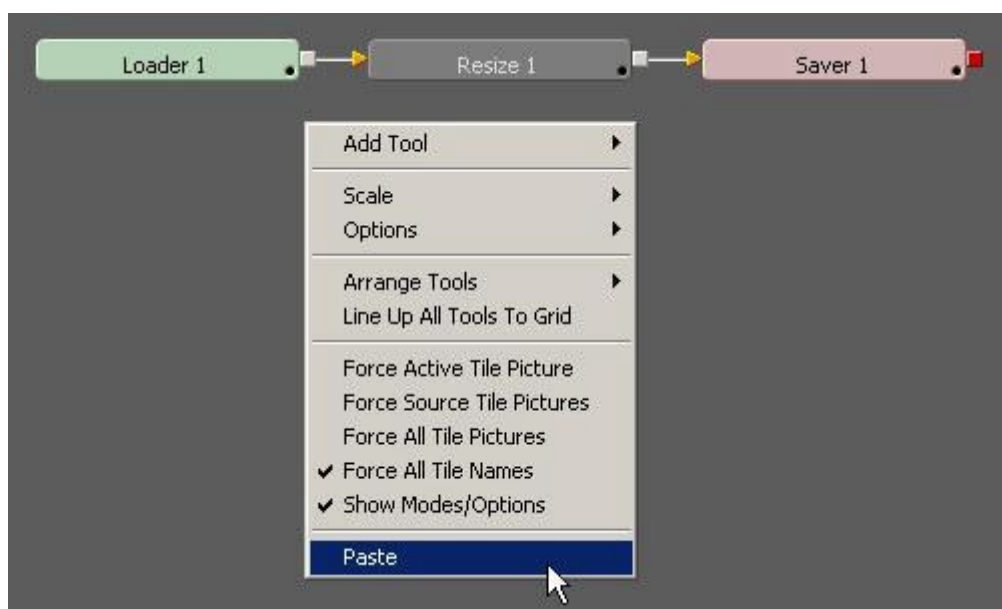 Loader 1
Resize 1
Saver 1
Add Tool
Scale
Options
Arrange Tools
Line Up All Tools To Grid
Force Active Tile Picture
Force Source Tile Pictures
Force All Tile Pictures
Force All Tile Names
Show Modes/Options
Paste